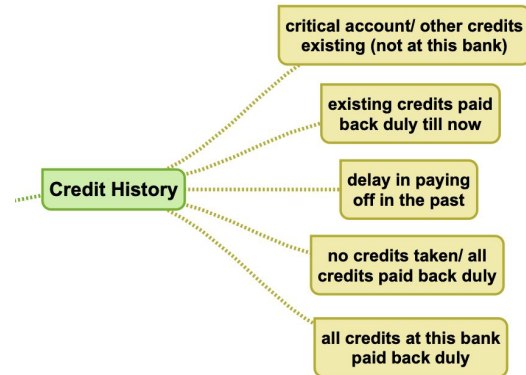 critical account/ other credits
existing (not at this bank)
existing credits paid
back duly till now
Credit History
delay in paying
off in the past
no credits taken/ all
credits paid back duly
all credits at this bank
paid back duly